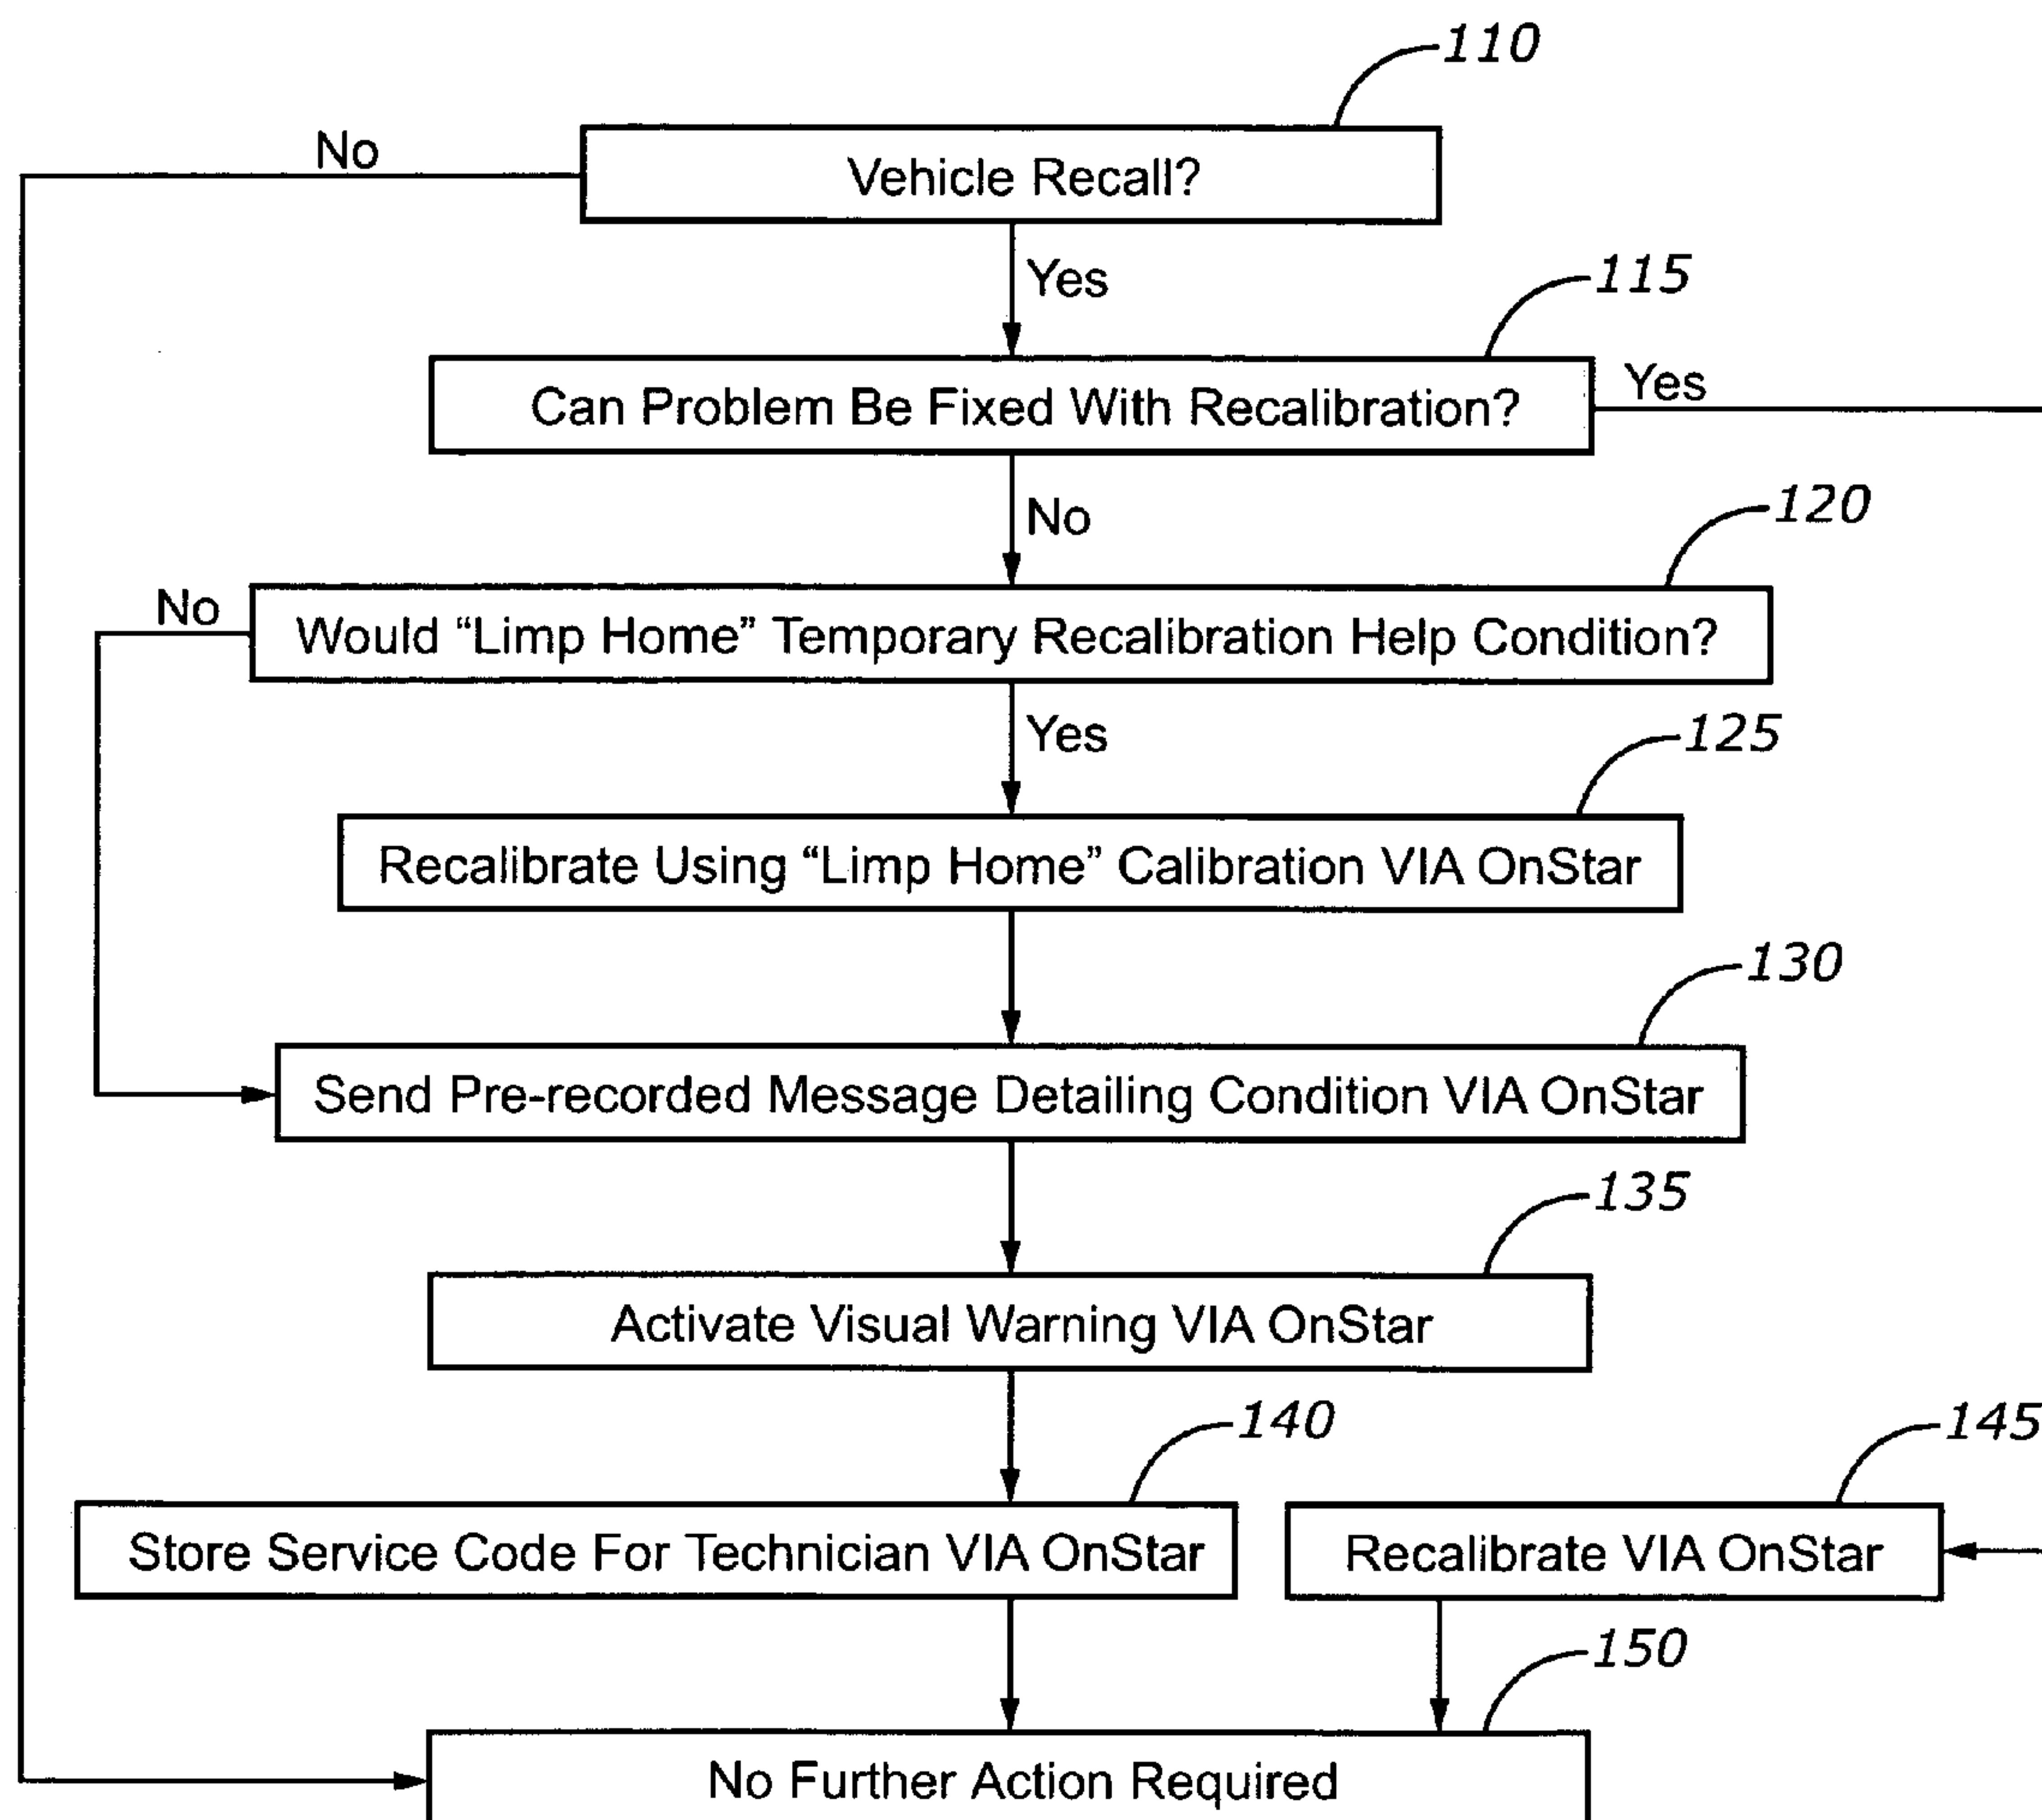 110
No
Vehicle Recall?
Yes
115
Can Problem Be Fixed With Recalibration?
Yes
No
120
No
Would “Limp Home” Temporary Recalibration Help Condition?
Yes
125
Recalibrate Using “Limp Home” Calibration VIA OnStar
130
Send Pre-recorded Message Detailing Condition VIA OnStar
135
Activate Visual Warning VIA OnStar
140
145
Store Service Code For Technician VIA OnStar
Recalibrate VIA OnStar
150
No Further Action Required